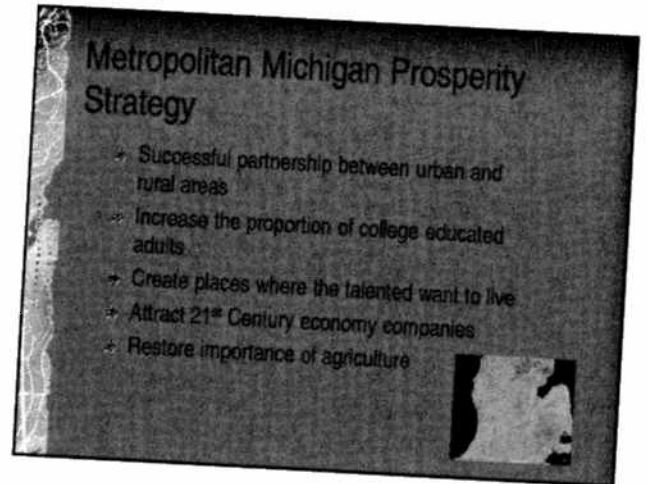 Metropolitan Michigan Prosperity
Strategy
Successful partnership between urban and
rural areas
Increase the proportion of college educated
adults
Create places where the talented want to live
Attract 21st Century economy companies
Restore importance of agriculture